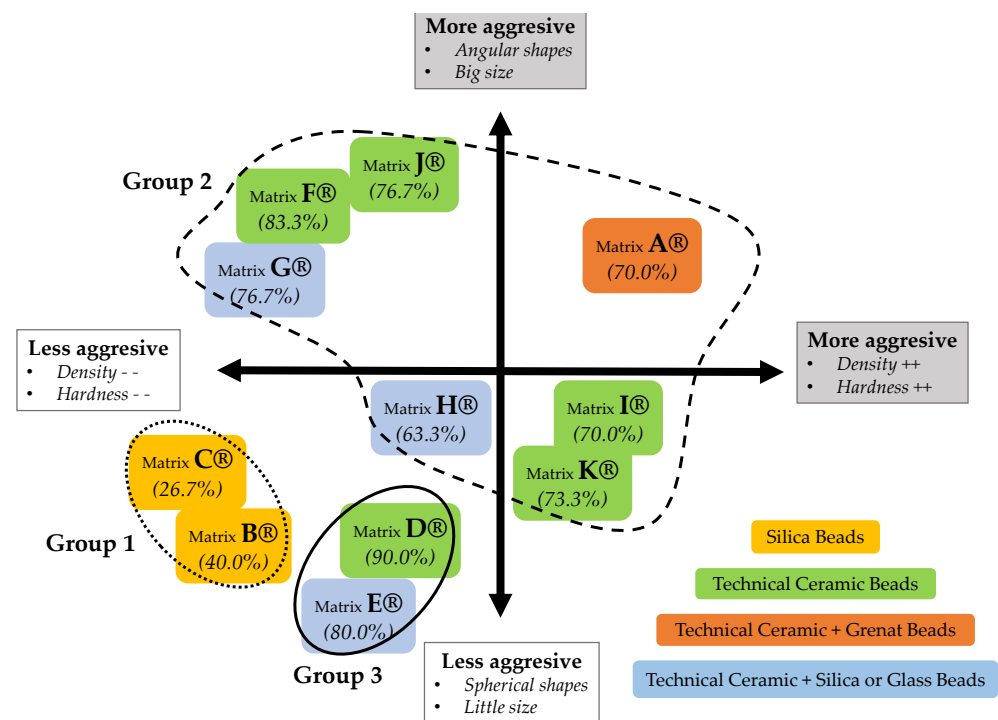 More aggressive
• Angular shapes
• Big size
Group 2
Matrix J®
(76.7%)
Matrix F®
(83.3%)
Matrix A®
(70.0%)
Matrix G®
(76.7%)
Less aggresive
• Density - -
• Hardness - -
More aggressive
• Density ++
• Hardness ++
Matrix H®
(63.3%)
Matrix I®
(70.0%)
Matrix C®
(26.7%)
Matrix K®
(73.3%)
Group 1
Matrix B®
(40.0%)
Matrix D®
(90.0%)
Matrix E®
(80.0%)
Group 3
Less aggresive
• Spherical shapes
• Little size
Silica Beads
Technical Ceramic Beads
Technical Ceramic + Grenat Beads
Technical Ceramic + Silica or Glass Beads